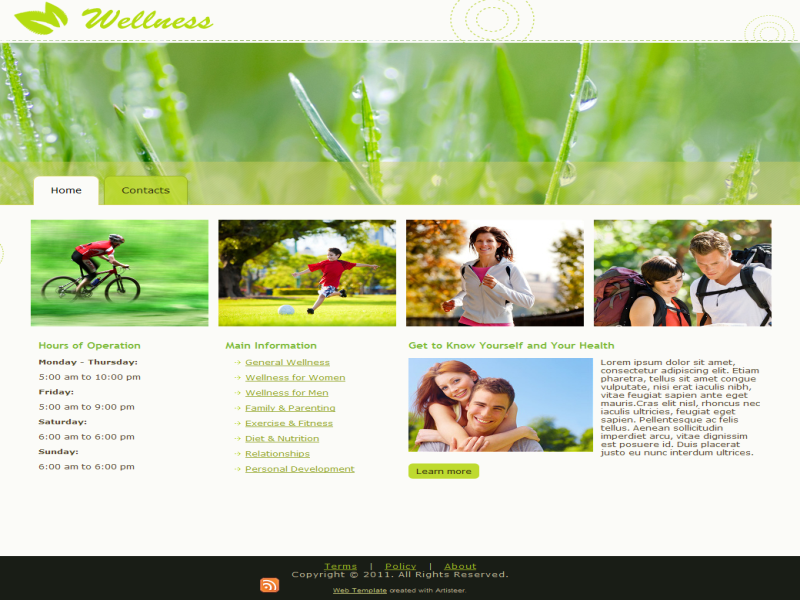 Wellness
Home
Contacts
Hours of Operation
Monday - Thursday:
5:00 am to 10:00 pm
Friday:
5:00 am to 9:00 pm
Saturday:
6:00 am to 6:00 pm
Sunday:
6:00 am to 6:00 pm
Main Information
General Wellness
Wellness for Women
Wellness for Men
Family & Parenting
Exercise & Fitness
Diet & Nutrition
Relationships
Personal Development
Get to Know Yourself and Your Health
Lorem ipsum dolor sit amet,
consectetur adipiscing elit. Etiam
pharetra, tellus sit amet congue
vulputate, nisi erat iaculis nibh,
vitae feugiat sapien ante eget
mauris.Cras elit nisl, rhoncus nec
iaculis ultricies, feugiat eget
sapien. Pellentesque ac felis
tellus. Aenean sollicitudin
imperdiet arcu, vitae dignissim
est posuere id. Duis placerat
justo eu nunc interdum ultrices.
Learn more
Terms | Policy | About
Copyright © 2011. All Rights Reserved.
Web Template created with Artisteer.